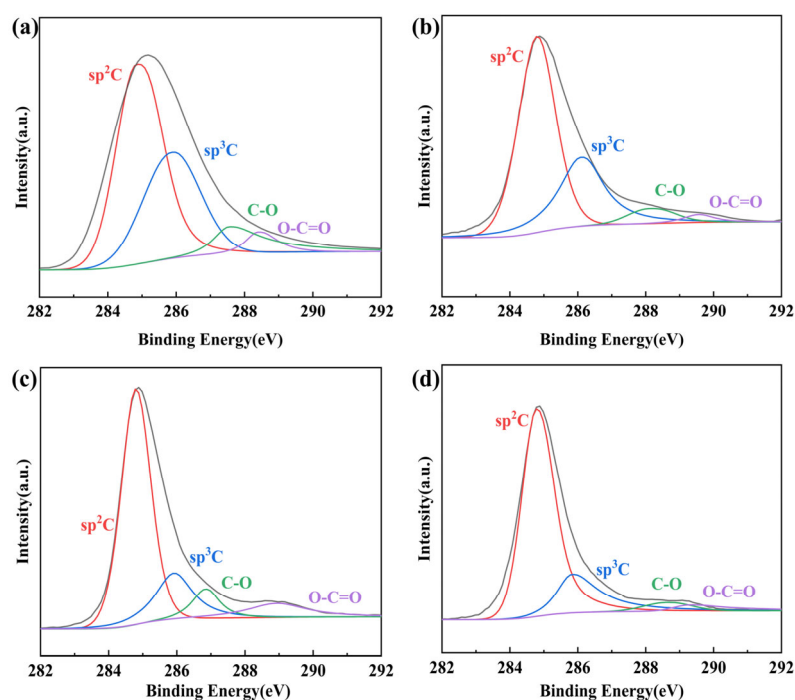 (a)
sp²C
sp³C
C-O
O-C=O
Intensity(a.u.)
282 284 286 288 290 292
Binding Energy(eV)
(b)
sp²C
sp³C
C-O
O-C=O
Intensity(a.u.)
282 284 286 288 290 292
Binding Energy(eV)
(c)
sp²C
sp³C
C-O
O-C=O
Intensity(a.u.)
282 284 286 288 290 292
Binding Energy(eV)
(d)
sp²C
sp³C
C-O
O-C=O
Intensity(a.u.)
282 284 286 288 290 292
Binding Energy(eV)